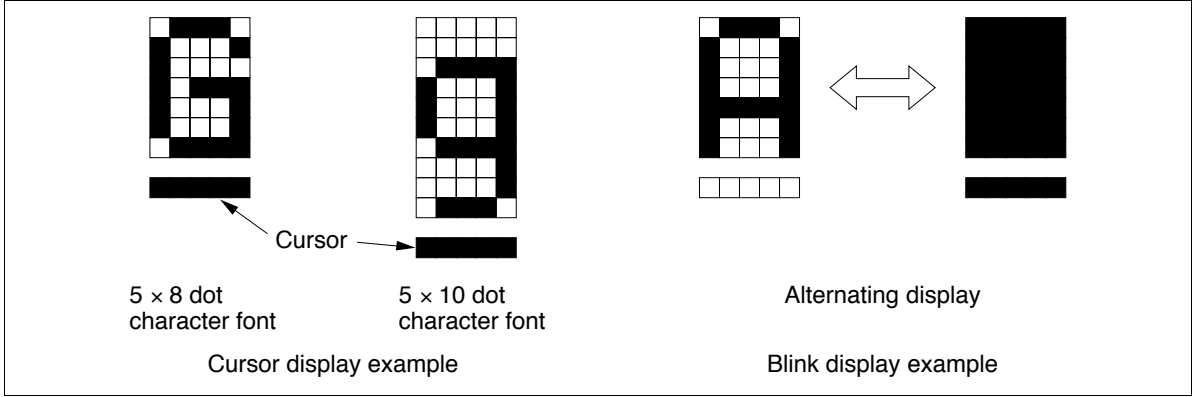 Cursor
5 × 8 dot
character font
5 × 10 dot
character font
Alternating display
Cursor display example
Blink display example